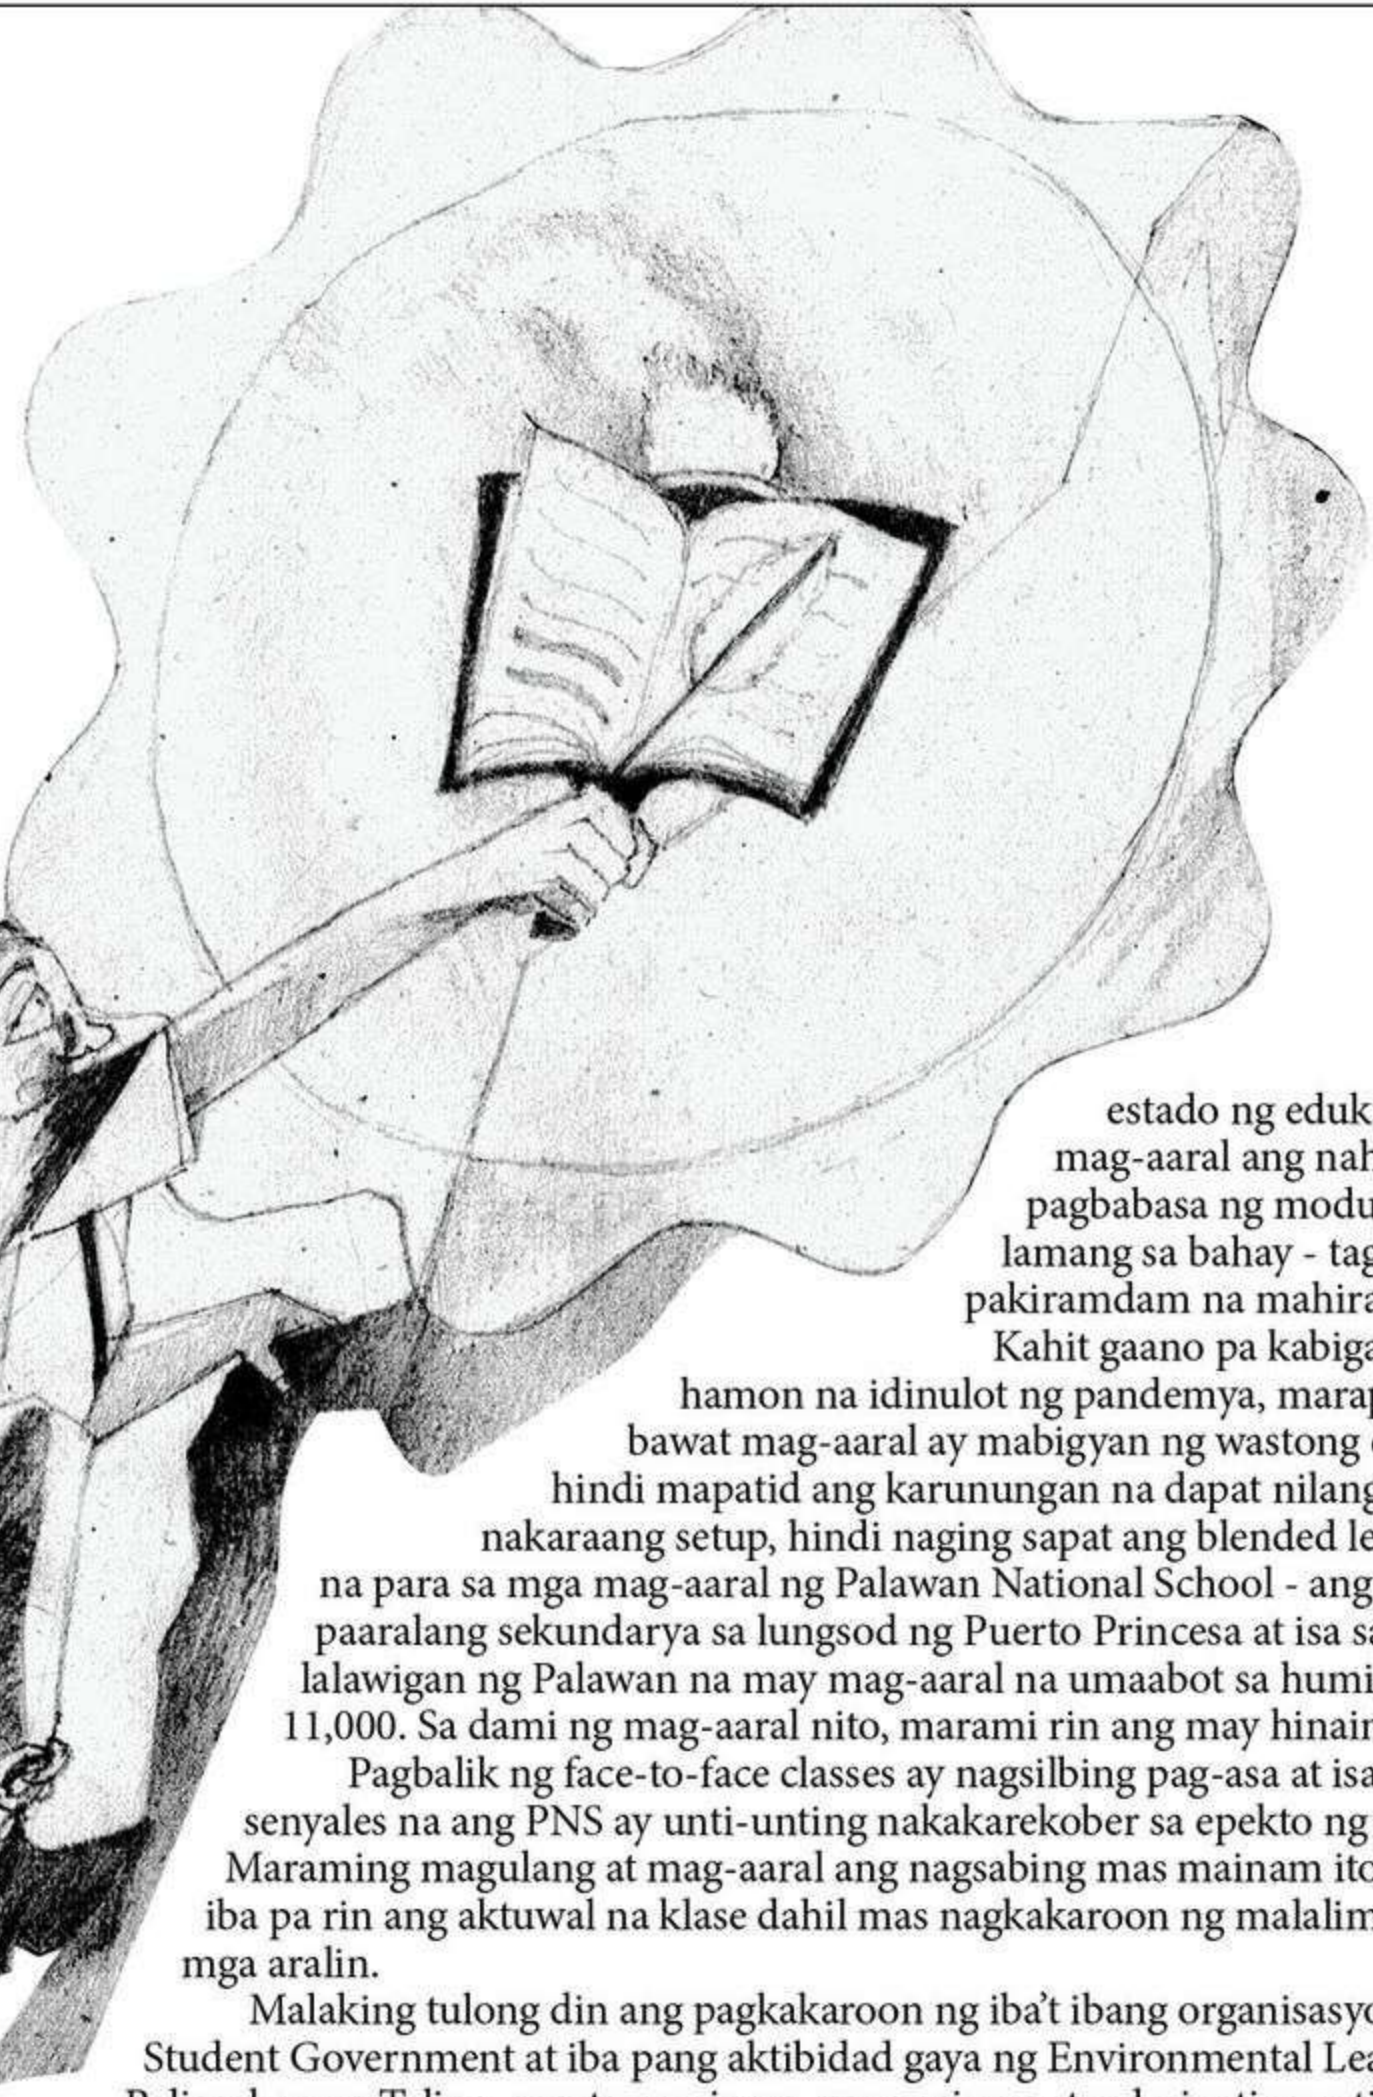 estado ng eduk
mag-aaral ang nah
pagbabasa ng modu
lamang sa bahay - tag
pakiramdam na mahira
Kahit gaano pa kabiga
hamon na idinulot ng pandemya, marap
bawat mag-aaral ay mabigyan ng wastong
hindi mapatid ang karunungan na dapat nilang
nakaraang setup, hindi naging sapat ang blended le
na para sa mga mag-aaral ng Palawan National School - ang
paaralang sekundarya sa lungsod ng Puerto Princesa at isa sa
lalawigan ng Palawan na may mag-aaral na umaabot sa humi
11,000. Sa dami ng mag-aaral nito, marami rin ang may hinain
Pagbalik ng face-to-face classes ay nagsilbing pag-asa at isa
senyales na ang PNS ay unti-unting nakakarekober sa epekto ng
Maraming magulang at mag-aaral ang nagsabing mas mainam ito
iba pa rin ang aktuwal na klase dahil mas nagkakaroon ng malalim
mga aralin.
Malaking tulong din ang pagkakaroon ng iba't ibang organisasyo
Student Government at iba pang aktibidad gaya ng Environmental Lea